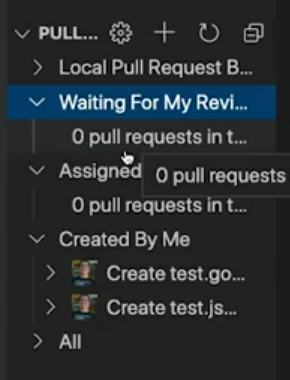 PULL...
Local Pull Request B...
Waiting For My Revi...
0 pull requests in t...
Assigned
0 pull requests
0 pull requests in t...
Created By Me
Create test.go...
Create test.js...
All